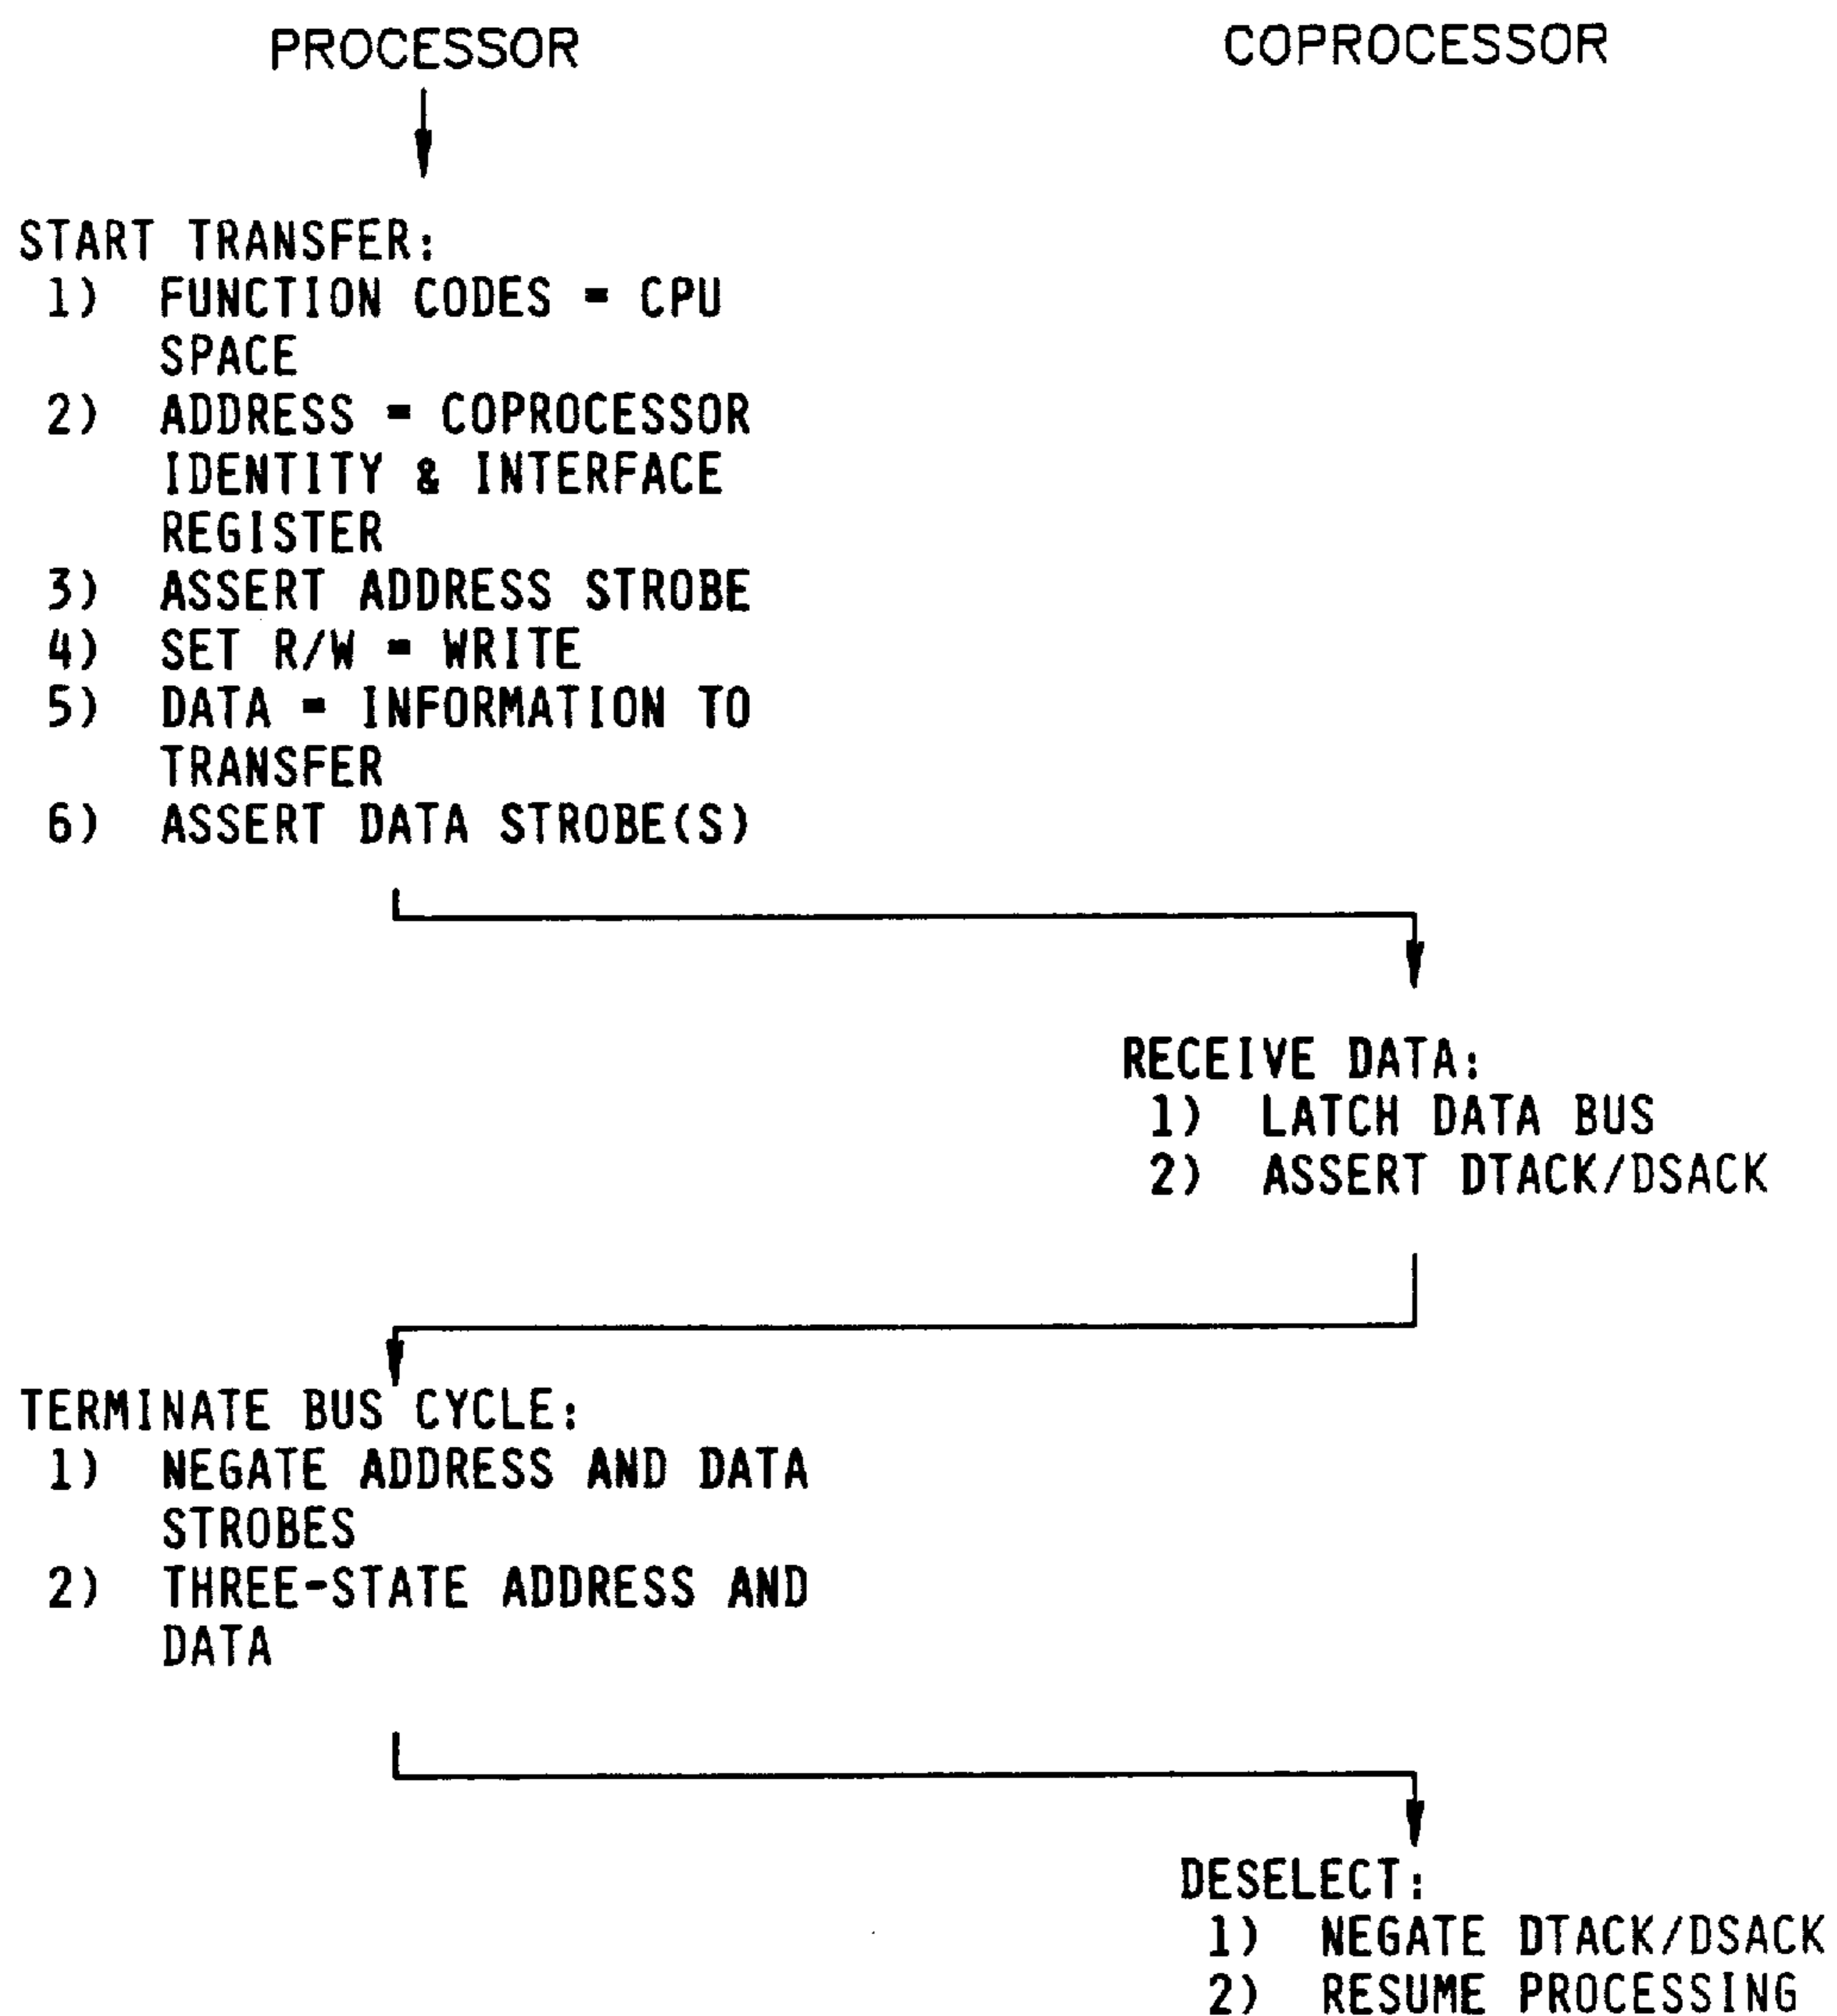 PROCESSOR
COPROCESSOR
START TRANSFER:
1) FUNCTION CODES = CPU
SPACE
2) ADDRESS = COPROCESSOR
IDENTITY & INTERFACE
REGISTER
3) ASSERT ADDRESS STROBE
4) SET R/W = WRITE
5) DATA = INFORMATION TO
TRANSFER
6) ASSERT DATA STROBE(S)
RECEIVE DATA:
1) LATCH DATA BUS
2) ASSERT DTACK/DSACK
TERMINATE BUS CYCLE:
1) NEGATE ADDRESS AND DATA
STROBES
2) THREE-STATE ADDRESS AND
DATA
DESELECT:
1) NEGATE DTACK/DSACK
2) RESUME PROCESSING